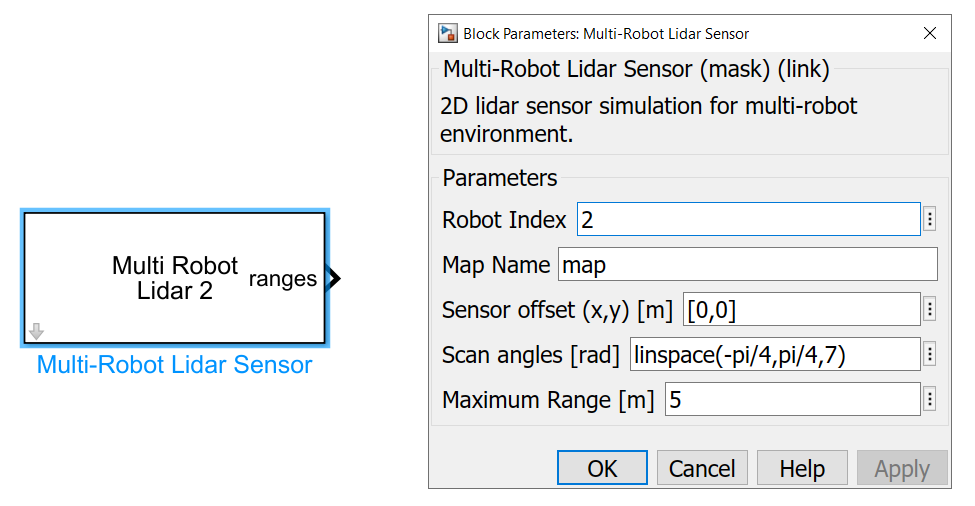 Multi Robot
Lidar 2
ranges
Multi-Robot Lidar Sensor
Block Parameters: Multi-Robot Lidar Sensor
Multi-Robot Lidar Sensor (mask) (link)
2D lidar sensor simulation for multi-robot
environment.
Parameters
Robot Index 2
Map Name map
Sensor offset (x,y) [m] [0,0]
Scan angles [rad] linspace(-pi/4,pi/4,7)
Maximum Range [m] 5
OK Cancel Help Apply